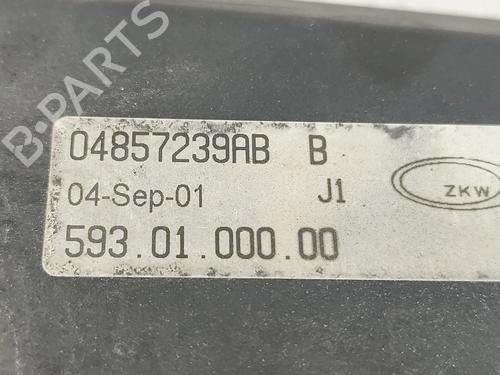 B-PARTS
04857239AB B
04-Sep-01 J1
ZKW
593.01.000.00